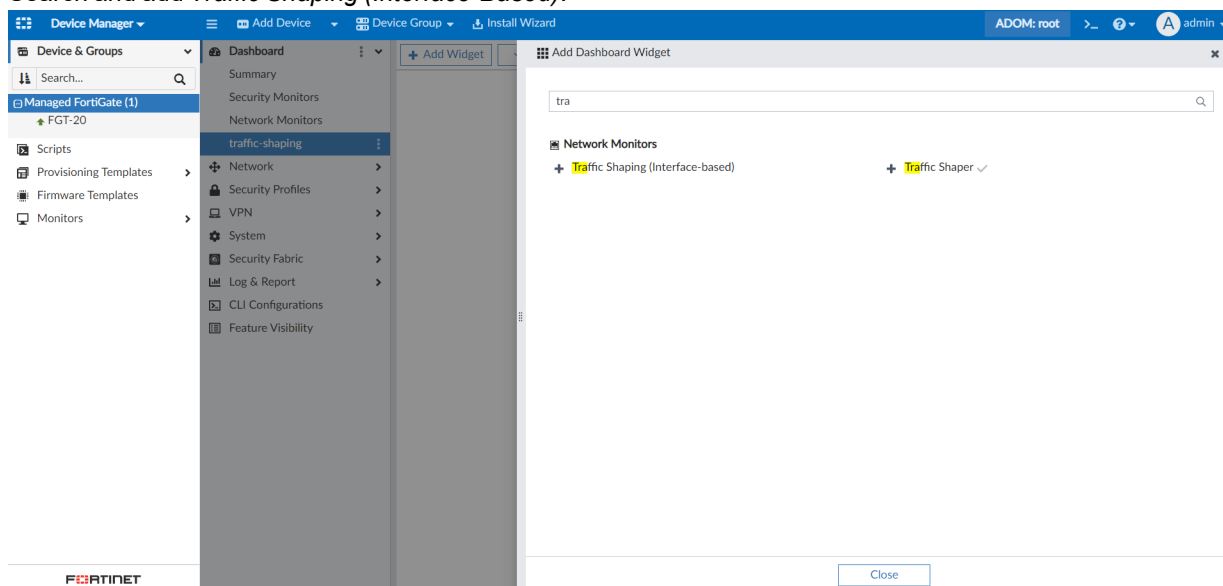 Search and add Traffic Shaping (Interface-Based).
Device Manager
Add Device
Device Group
Install Wizard
ADOM: root
>_
A admin
Device & Groups
Search...
Managed FortiGate (1)
FGT-20
Scripts
Provisioning Templates
Firmware Templates
Monitors
Dashboard
Summary
Security Monitors
Network Monitors
traffic-shaping
Network
Security Profiles
VPN
System
Security Fabric
Log & Report
CLI Configurations
Feature Visibility
+ Add Widget
Add Dashboard Widget
tra
Network Monitors
+ Traffic Shaping (Interface-based)
+ Traffic Shaper
Close
FORTINET